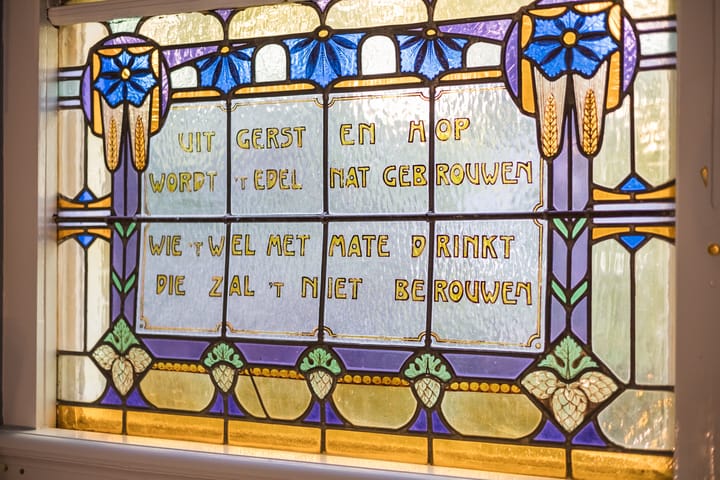 UIT GERST EN HOP
WORDT 'T EDEL NAT GEBROUWEN
WIE 'T WEL MET MATE DRINKT
DIE ZAL 'T NIET BEROUWEN